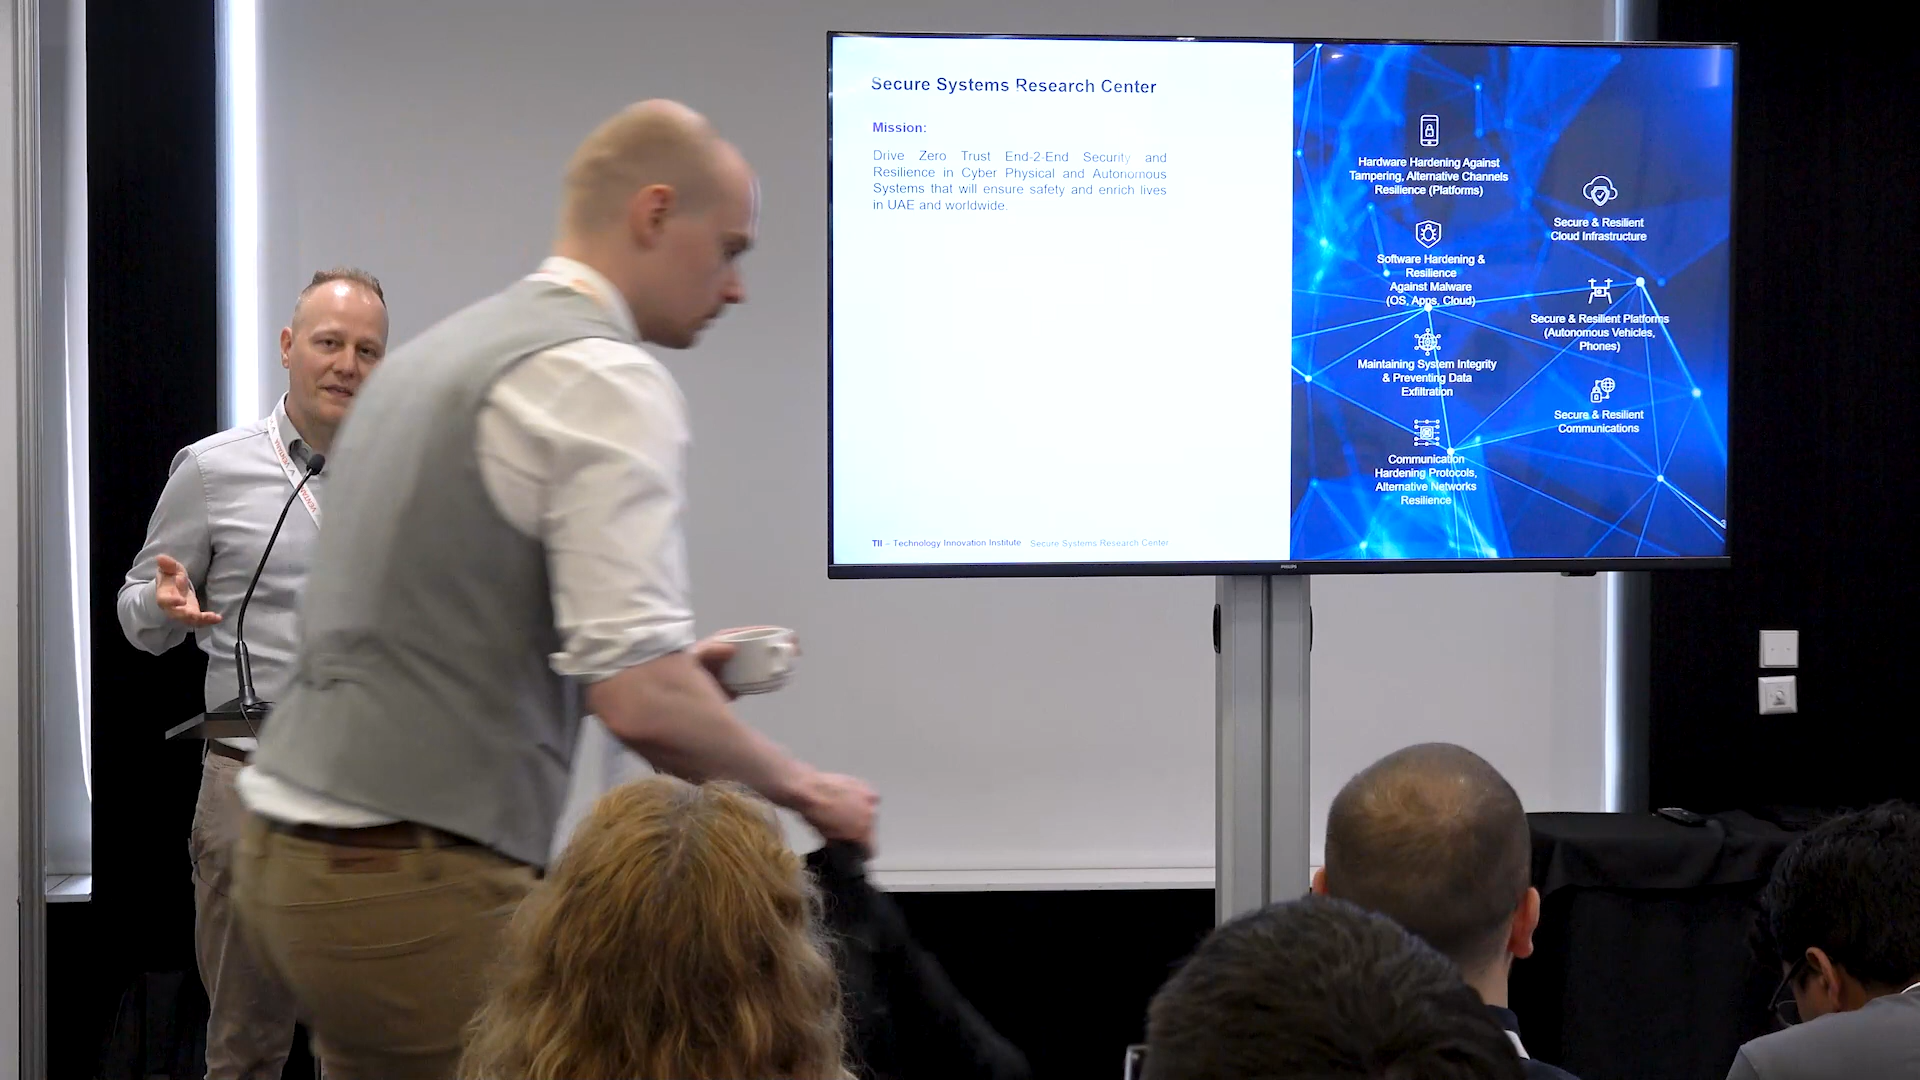 Secure Systems Research Center
Mission:
Drive Zero Trust End-2-End Security and
Resilience in Cyber Physical and Autonomous
Systems that will ensure safety and enrich lives
in UAE and worldwide.
TII – Technology Innovation Institute Secure Systems Research Center
Hardware Hardening Against
Tampering, Alternative Channels
Resilience (Platforms)
Software Hardening &
Resilience
Against Malware
(OS, Apps, Cloud)
Maintaining System Integrity
& Preventing Data
Exfiltration
Communication
Hardening Protocols,
Alternative Networks
Resilience
Secure & Resilient
Cloud Infrastructure
Secure & Resilient Platforms
(Autonomous Vehicles,
Phones)
Secure & Resilient
Communications
PHILIPS